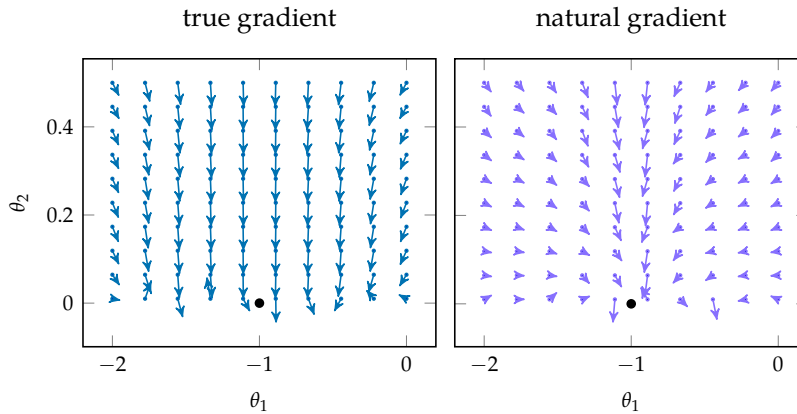 true gradient
natural gradient
0.4
0.2
0
θ2
−2
−1
0
−2
−1
0
θ1
θ1